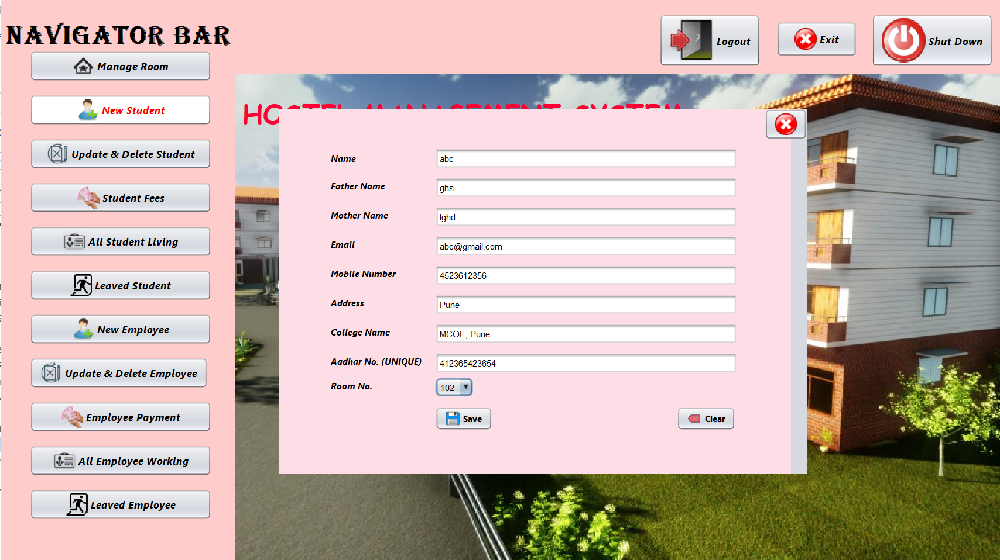 NAVIGATOR BAR
Logout
Exit
Shut Down
Manage Room
New Student
Update & Delete Student
Student Fees
All Student Living
Leaved Student
New Employee
Update & Delete Employee
Employee Payment
All Employee Working
Leaved Employee
HOSTEL MANAGEMENT SYSTEM
Name abc
Father Name ghs
Mother Name lghd
Email abc@gmail.com
Mobile Number 4523612356
Address Pune
College Name MCOE, Pune
Aadhar No. (UNIQUE) 412365423654
Room No. 102
Save Clear